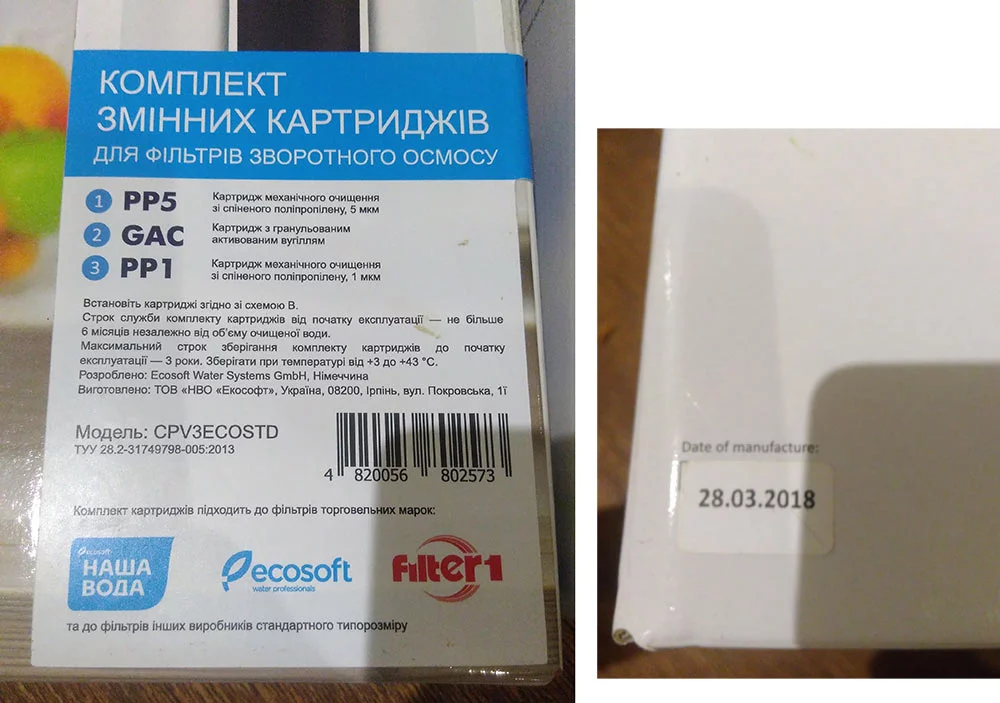 КОМПЛЕКТ
ЗМІННИХ КАРТРИДЖІВ
ДЛЯ ФІЛЬТРІВ ЗВОРОТНОГО ОСМОСУ
1 PP5 Картридж механічного очищення
зі спіненого поліпропілену, 5 мкм
2 GAC Картридж з гранульованим
активованим вугіллям
3 PP1 Картридж механічного очищення
зі спіненого поліпропілену, 1 мкм
Встановіть картриджі згідно зі схемою В.
Строк служби комплекту картриджів від початку експлуатації — не більше
6 місяців незалежно від об'єму очищеної води.
Максимальний строк зберігання комплекту картриджів до початку
експлуатації — 3 роки. Зберігати при температурі від +3 до +43 °C.
Розроблено: Ecosoft Water Systems GmbH, Німеччина
Виготовлено: ТОВ «НВО «Екософт», Україна, 08200, Ірпінь, вул. Покровська, 1ї
Модель: CPV3ECOSTD
ТУУ 28.2-31749798-005:2013
4 820056 802573
Комплект картриджів підходить до фільтрів торговельних марок:
ecosoft
НАША
ВОДА
ecosoft
water professionals
Filter1
та до фільтрів інших виробників стандартного типорозміру
Date of manufacture:
28.03.2018